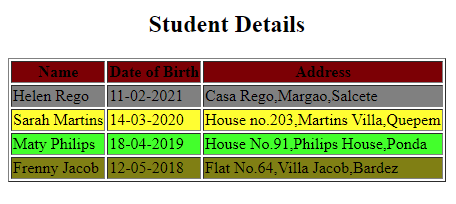 Student Details
Name Date of Birth Address
Helen Rego 11-02-2021 Casa Rego,Margao,Salcete
Sarah Martins 14-03-2020 House no.203,Martins Villa,Quepem
Maty Philips 18-04-2019 House No.91,Philips House,Ponda
Frenny Jacob 12-05-2018 Flat No.64,Villa Jacob,Bardez